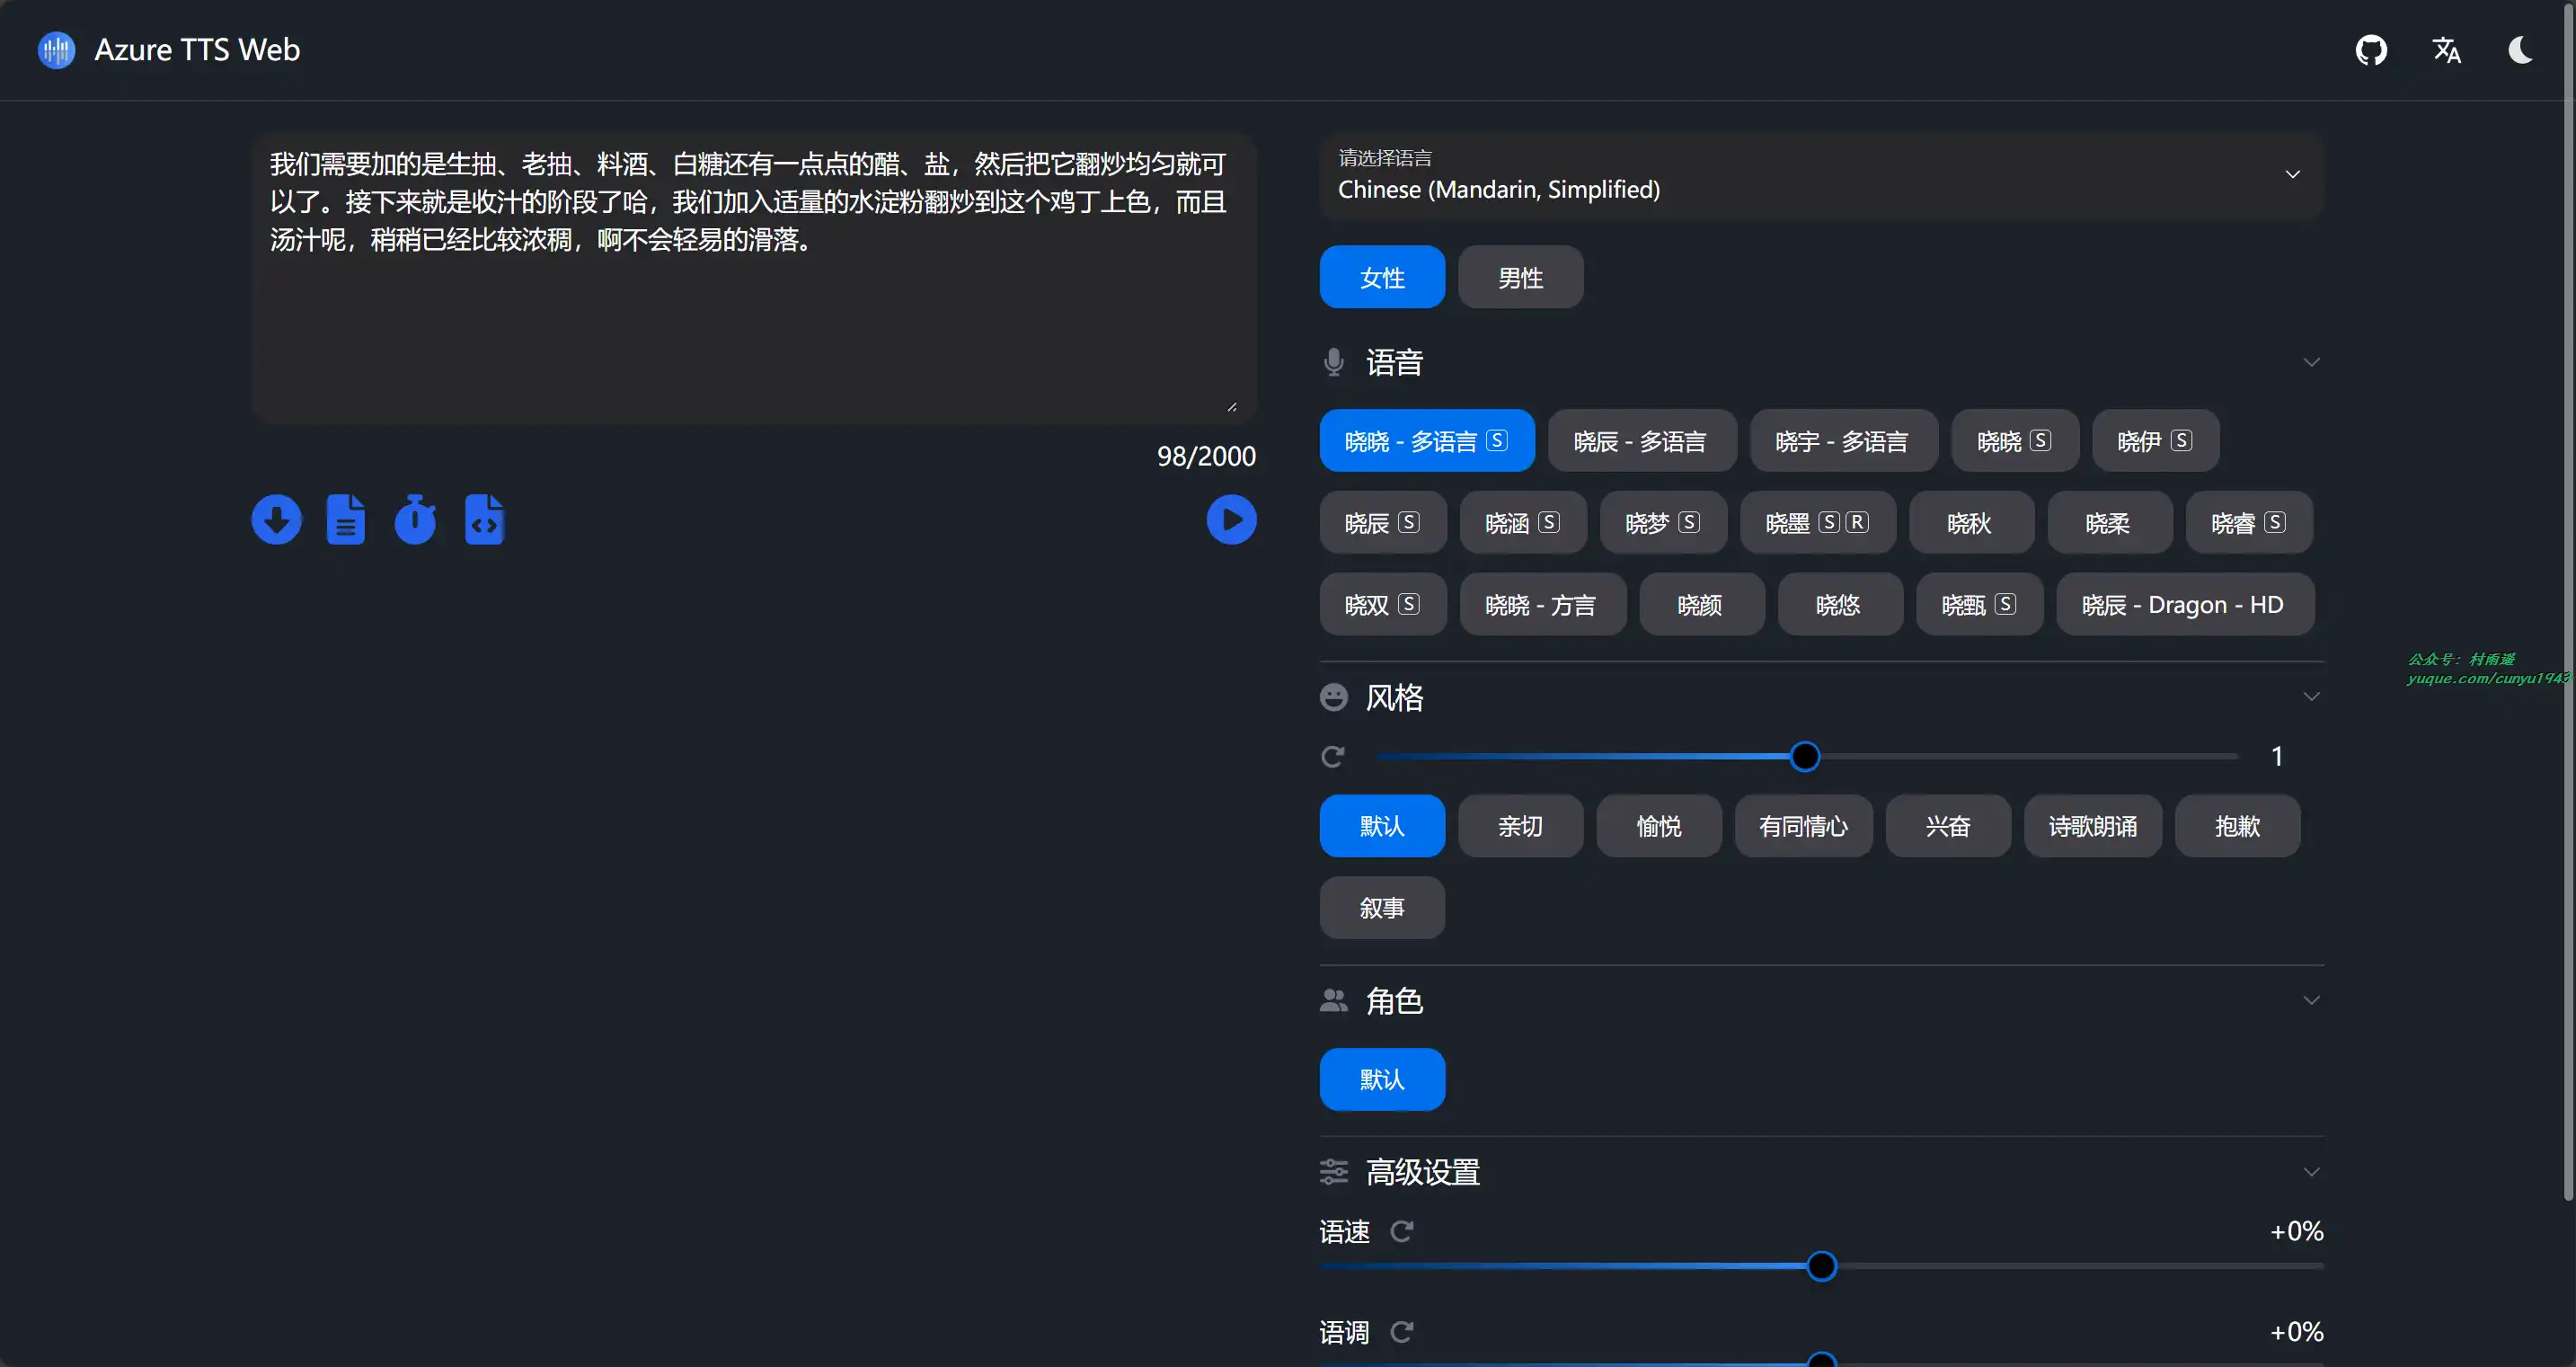 Azure TTS Web
我们需要加的是生抽、老抽、料酒、白糖还有一点点的醋、盐，然后把它翻炒均匀就可
以了。接下来就是收汁的阶段了哈，我们加入适量的水淀粉翻炒到这个鸡丁上色，而且
汤汁呢，稍稍已经比较浓稠，啊不会轻易的滑落。
98/2000
请选择语言
Chinese (Mandarin, Simplified)
女性 男性
语音
晓晓 - 多语言 S 晓辰 - 多语言 晓宇 - 多语言 晓晓 S 晓伊 S
晓辰 S 晓涵 S 晓梦 S 晓墨 S R 晓秋 晓柔 晓睿 S
晓双 S 晓晓 - 方言 晓颜 晓悠 晓甄 S 晓辰 - Dragon - HD
公众号：村雨遥
yuque.com/cunyu1943
风格
1
默认 亲切 愉悦 有同情心 兴奋 诗歌朗诵 抱歉
叙事
角色
默认
高级设置
语速 +0%
语调 +0%